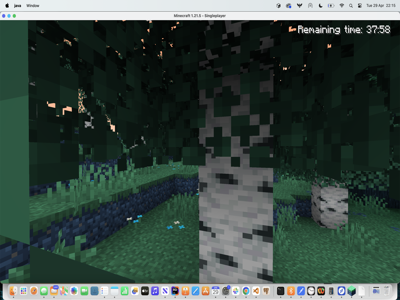 java Window
Tue 29 Apr 22:15
Minecraft 1.21.5 - Singleplayer
Remaining time: 37:58